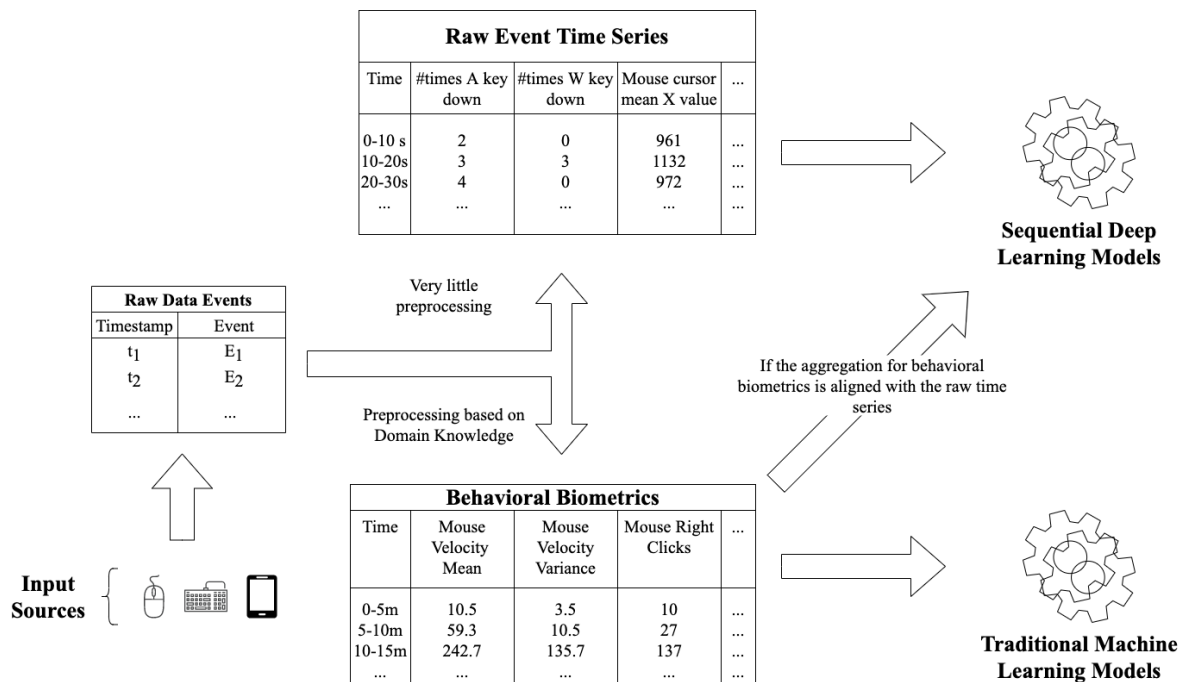 Raw Event Time Series
Time #times A key down #times W key down Mouse cursor mean X value ...
0-10 s 2 0 961 ...
10-20s 3 3 1132 ...
20-30s 4 0 972 ...
... ... ... ... ...
Sequential Deep
Learning Models
Very little
preprocessing
Raw Data Events
Timestamp Event
t1 E1
t2 E2
... ...
If the aggregation for behavioral
biometrics is aligned with the raw time
series
Preprocessing based on
Domain Knowledge
Behavioral Biometrics
Time Mouse Velocity Mean Mouse Velocity Variance Mouse Right Clicks ...
0-5m 10.5 3.5 10 ...
5-10m 59.3 10.5 27 ...
10-15m 242.7 135.7 137 ...
... ... ... ... ...
Input
Sources
Traditional Machine
Learning Models